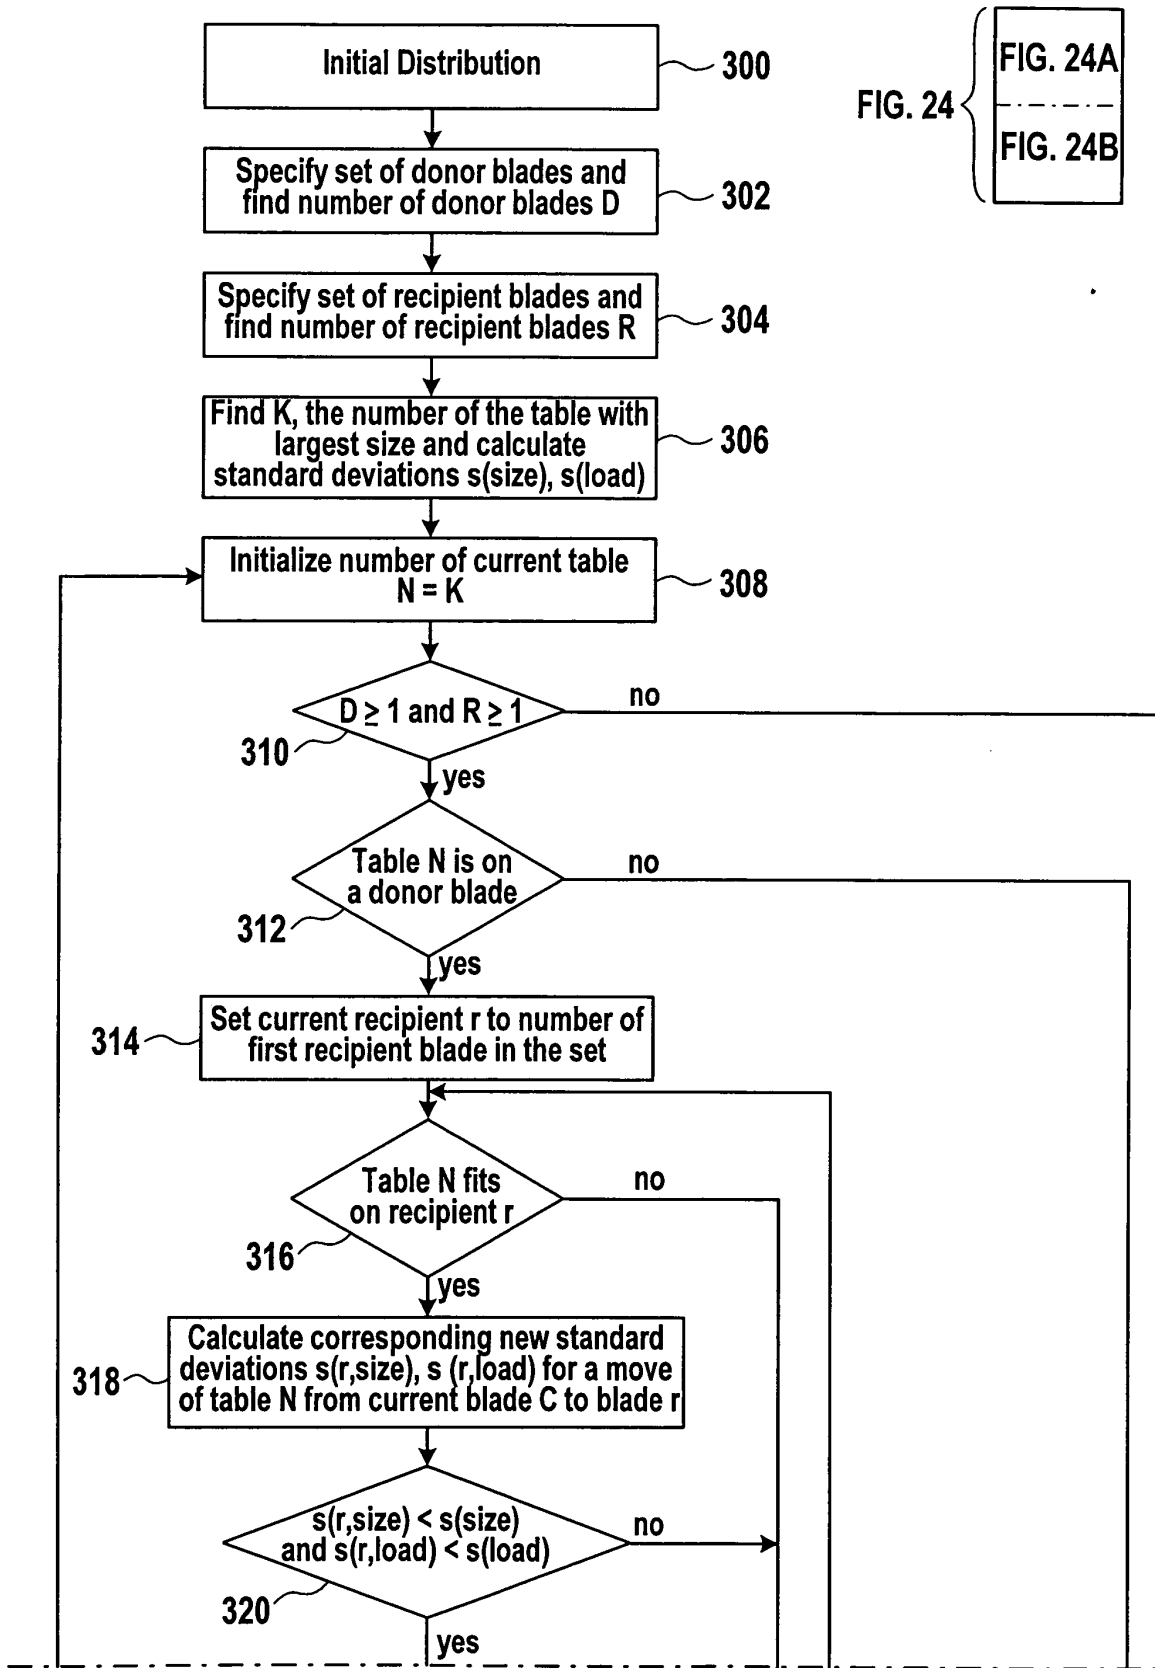 Initial Distribution
300
FIG. 24
FIG. 24A
FIG. 24B
Specify set of donor blades and
find number of donor blades D
302
Specify set of recipient blades and
find number of recipient blades R
304
Find K, the number of the table with
largest size and calculate
standard deviations s(size), s(load)
306
Initialize number of current table
N = K
308
D ≥ 1 and R ≥ 1
no
310
yes
Table N is on
a donor blade
no
312
yes
Set current recipient r to number of
first recipient blade in the set
314
Table N fits
on recipient r
no
316
yes
Calculate corresponding new standard
deviations s(r,size), s (r,load) for a move
of table N from current blade C to blade r
318
s(r,size) < s(size)
and s(r,load) < s(load)
no
320
yes